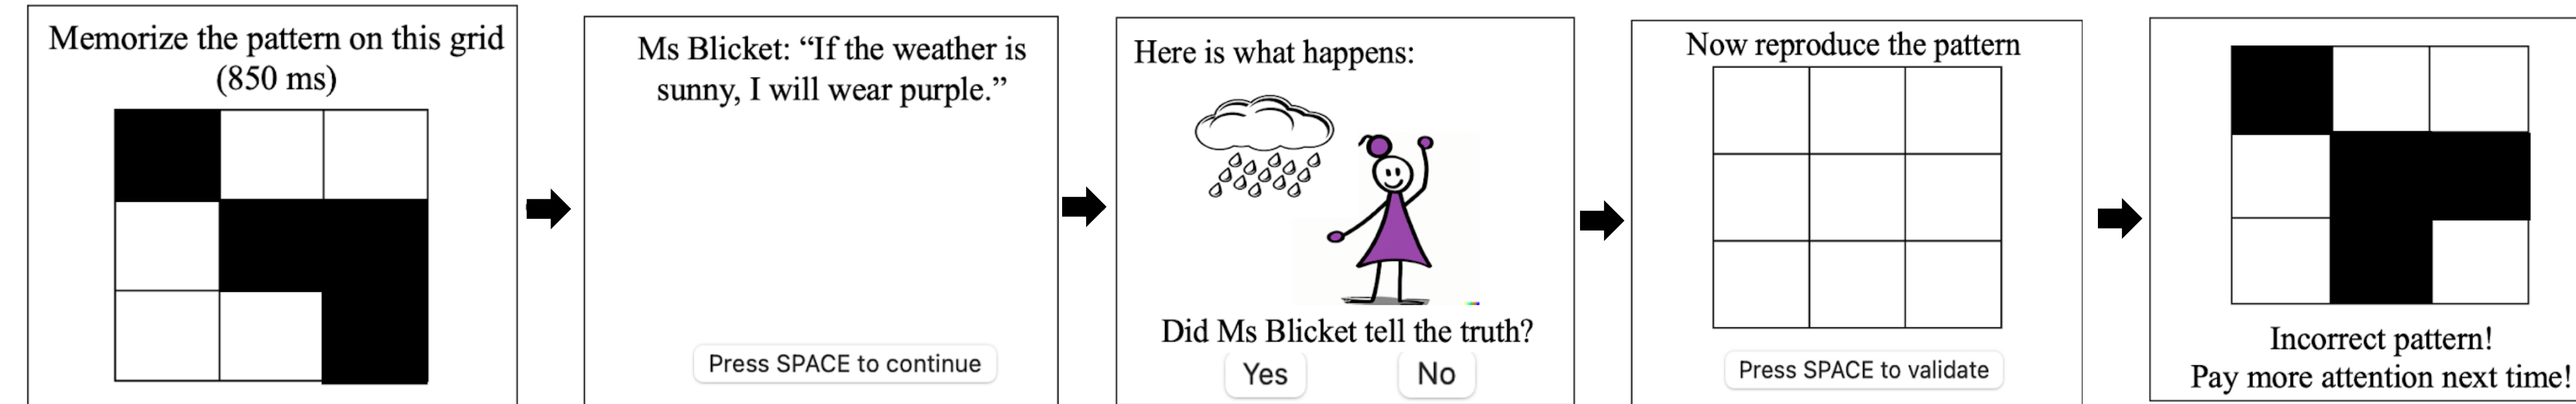 Memorize the pattern on this grid
(850 ms)
Ms Blicket: “If the weather is
sunny, I will wear purple.”
Press SPACE to continue
Here is what happens:
Did Ms Blicket tell the truth?
Yes
No
Now reproduce the pattern
Press SPACE to validate
Incorrect pattern!
Pay more attention next time!